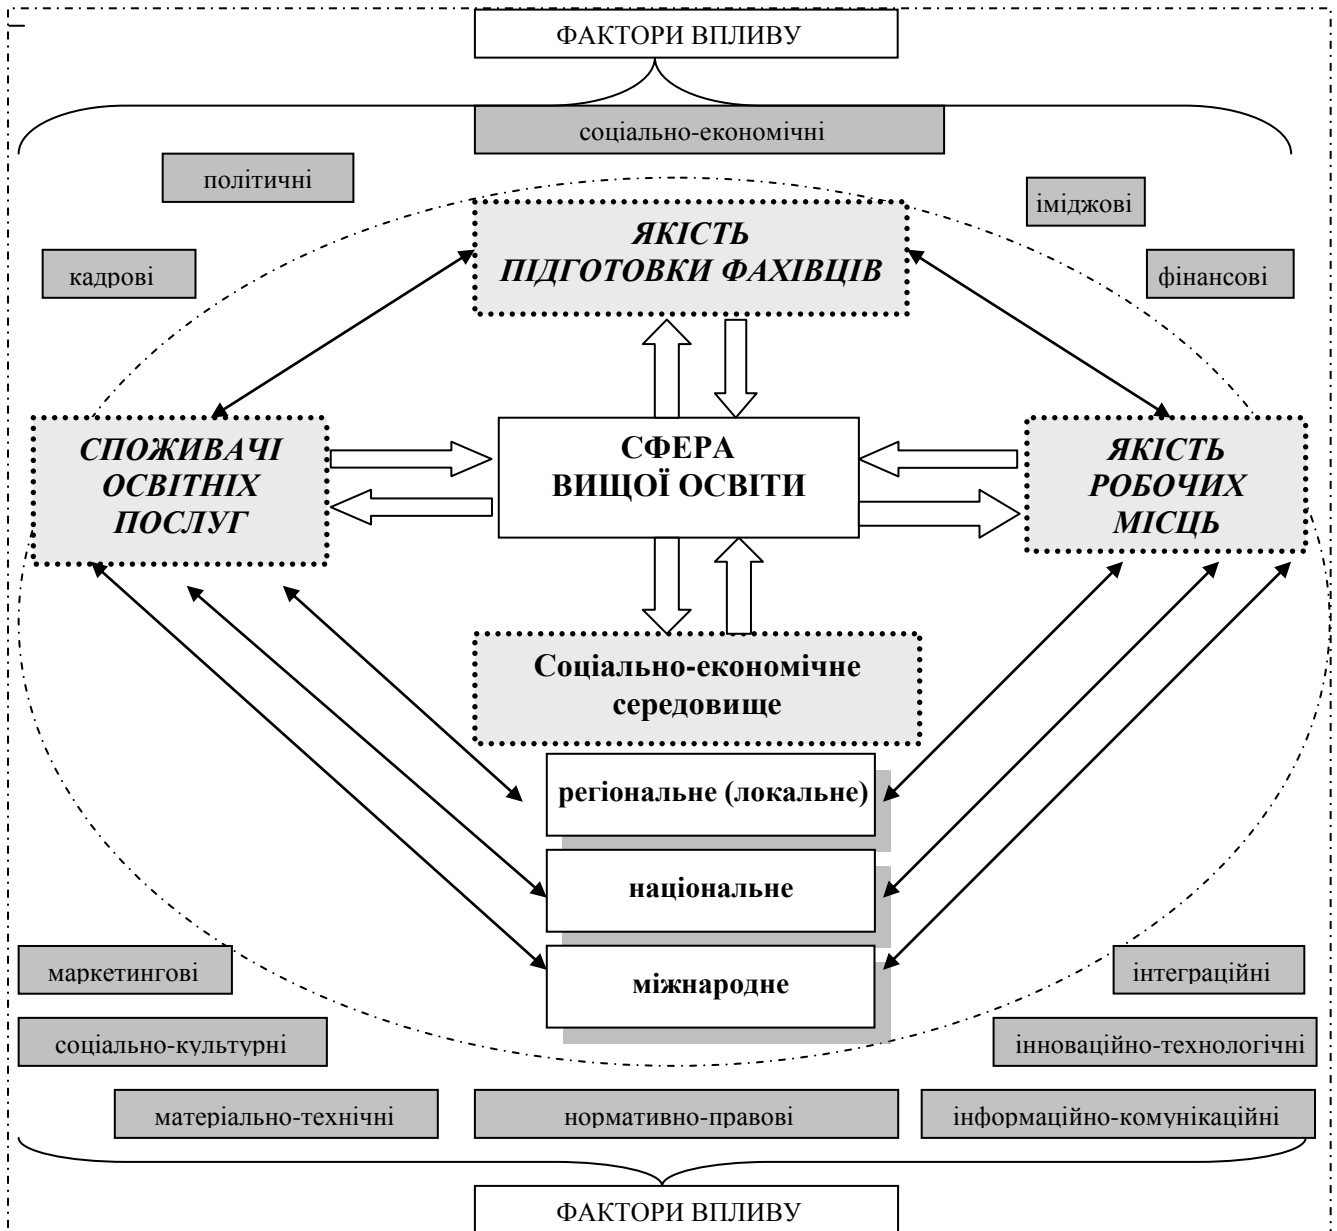 ФАКТОРИ ВПЛИВУ
соціально-економічні
політичні
іміджові
кадрові
фінансові
ЯКІСТЬ
ПІДГОТОВКИ ФАХІВЦІВ
СПОЖИВАЧІ
ОСВІТНІХ
ПОСЛУГ
СФЕРА
ВИЩОЇ ОСВІТИ
ЯКІСТЬ
РОБОЧИХ
МІСЦЬ
Соціально-економічне
середовище
регіональне (локальне)
національне
міжнародне
маркетингові
інтеграційні
соціально-культурні
інноваційно-технологічні
матеріально-технічні
нормативно-правові
інформаційно-комунікаційні
ФАКТОРИ ВПЛИВУ